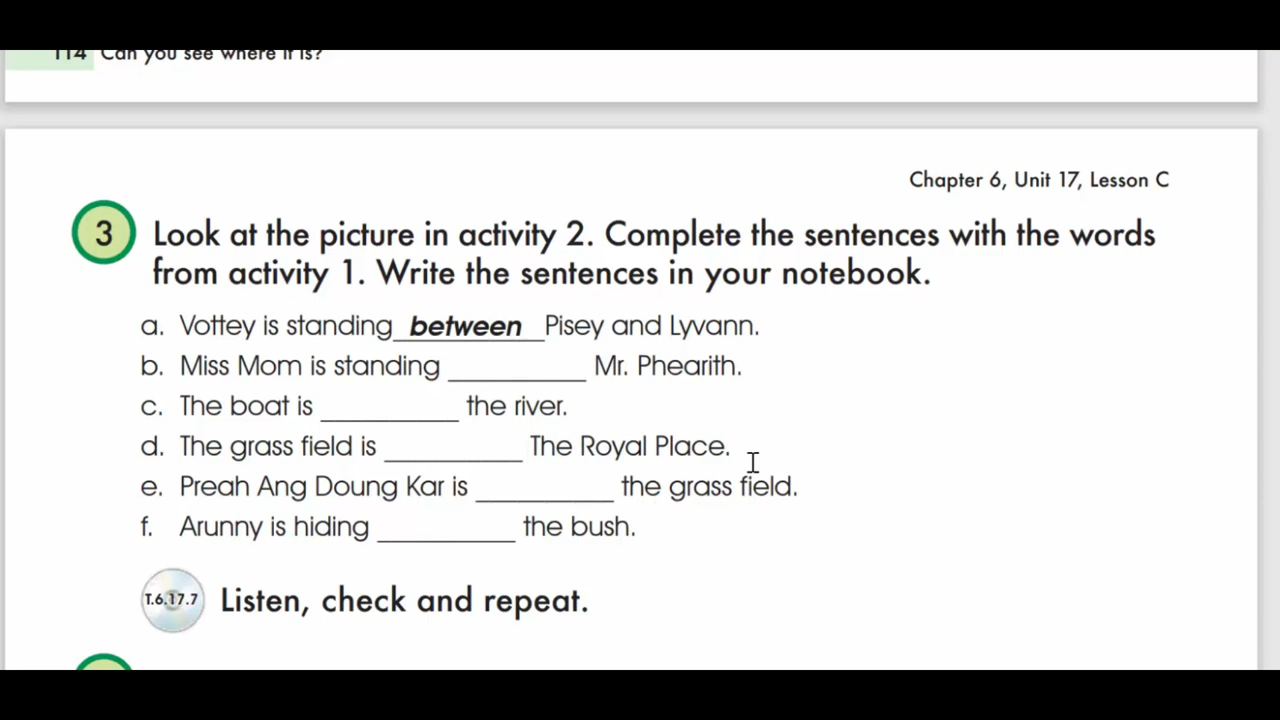 114 Can you see where it is?
Chapter 6, Unit 17, Lesson C
3 Look at the picture in activity 2. Complete the sentences with the words
from activity 1. Write the sentences in your notebook.
a. Vottey is standing between Pisey and Lyvann.
b. Miss Mom is standing __________ Mr. Phearith.
c. The boat is __________ the river.
d. The grass field is __________ The Royal Place.
e. Preah Ang Doung Kar is __________ the grass field.
f. Arunny is hiding __________ the bush.
T.6.17.7 Listen, check and repeat.